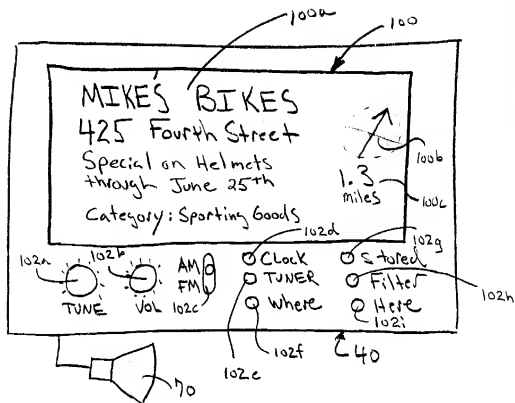 100a
100
MIKE'S BIKES
425 Fourth Street
Special on Helmets
through June 25th
Category: Sporting Goods
100b
1.3
miles
100c
102a
102b
TUNE
VOL
AM
FM
102c
102d
Clock
TUNER
Where
102e
102f
102g
Stored
Filter
Here
102h
102i
40
70